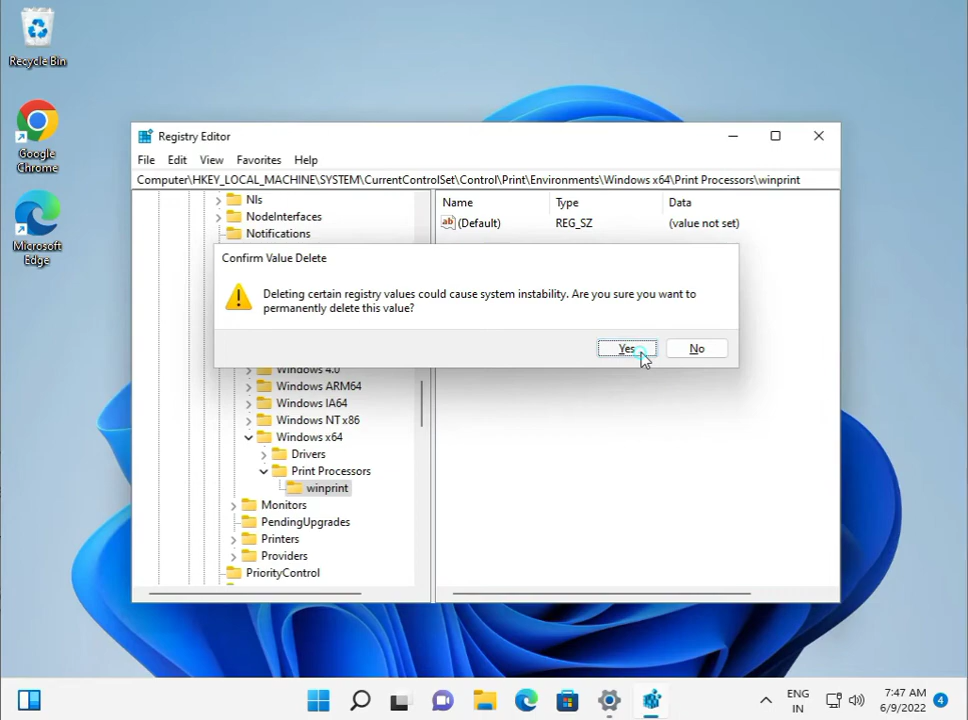 Recycle Bin
Google
Chrome
Microsoft
Edge
Registry Editor
File Edit View Favorites Help
Computer\HKEY_LOCAL_MACHINE\SYSTEM\CurrentControlSet\Control\Print\Environments\Windows x64\Print Processors\winprint
Nls
NodeInterfaces
Notifications
Name Type Data
ab (Default) REG_SZ (value not set)
Confirm Value Delete
Deleting certain registry values could cause system instability. Are you sure you want to
permanently delete this value?
Yes No
Windows 4.0
Windows ARM64
Windows IA64
Windows NT x86
Windows x64
Drivers
Print Processors
winprint
Monitors
PendingUpgrades
Printers
Providers
PriorityControl
ENG
IN
7:47 AM
6/9/2022
4